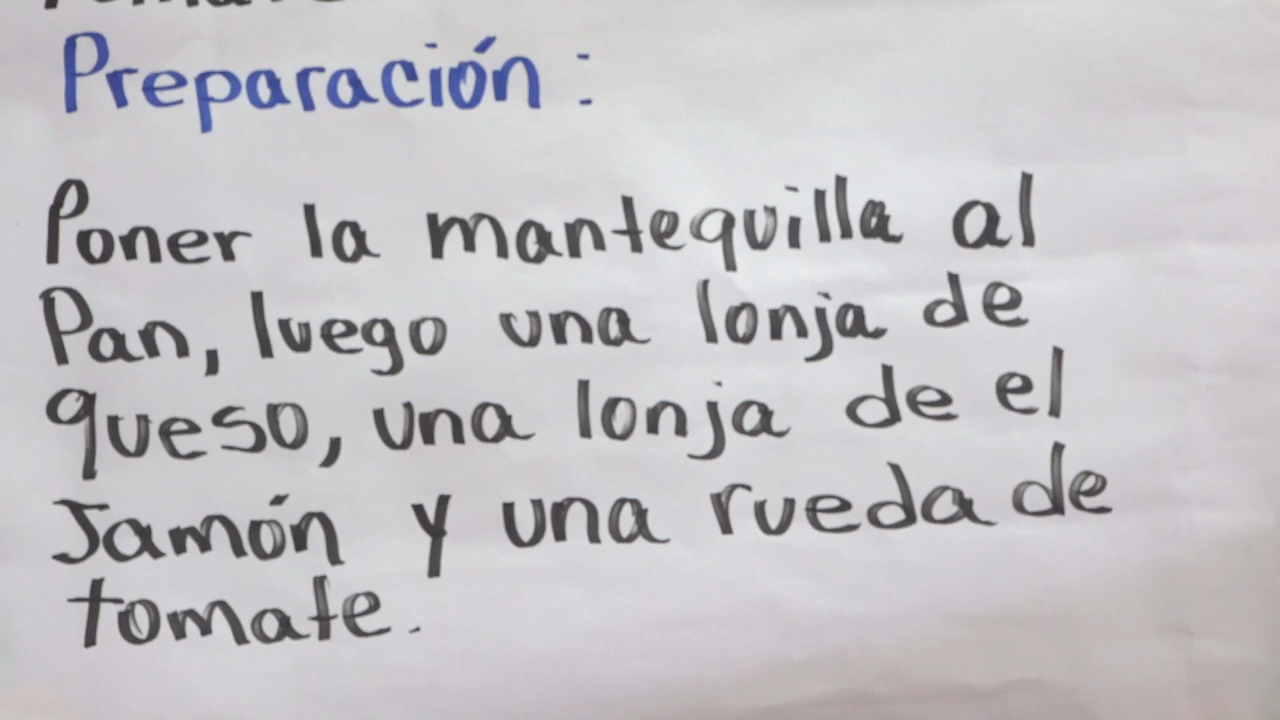 Preparación:
Poner la mantequilla al
Pan, luego una lonja de
queso, una lonja de el
Jamón y una rueda de
tomate.